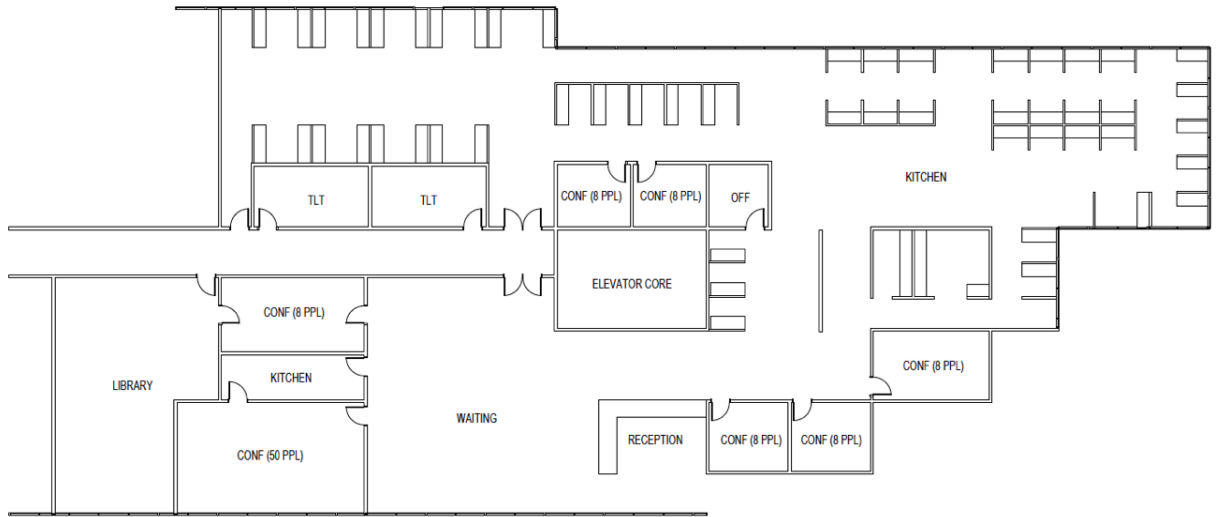 KITCHEN
TLT
TLT
CONF (8 PPL)
CONF (8 PPL)
OFF
ELEVATOR CORE
CONF (8 PPL)
KITCHEN
LIBRARY
CONF (8 PPL)
WAITING
RECEPTION
CONF (8 PPL)
CONF (8 PPL)
CONF (50 PPL)